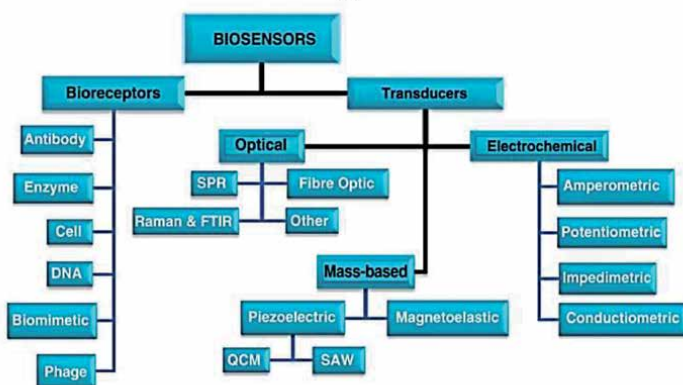 BIOSENSORS
Bioreceptors
Transducers
Antibody
Enzyme
Cell
DNA
Biomimetic
Phage
Optical
SPR
Fibre Optic
Raman & FTIR
Other
Electrochemical
Amperometric
Potentiometric
Impedimetric
Conductiometric
Mass-based
Piezoelectric
Magnetoelastic
QCM
SAW